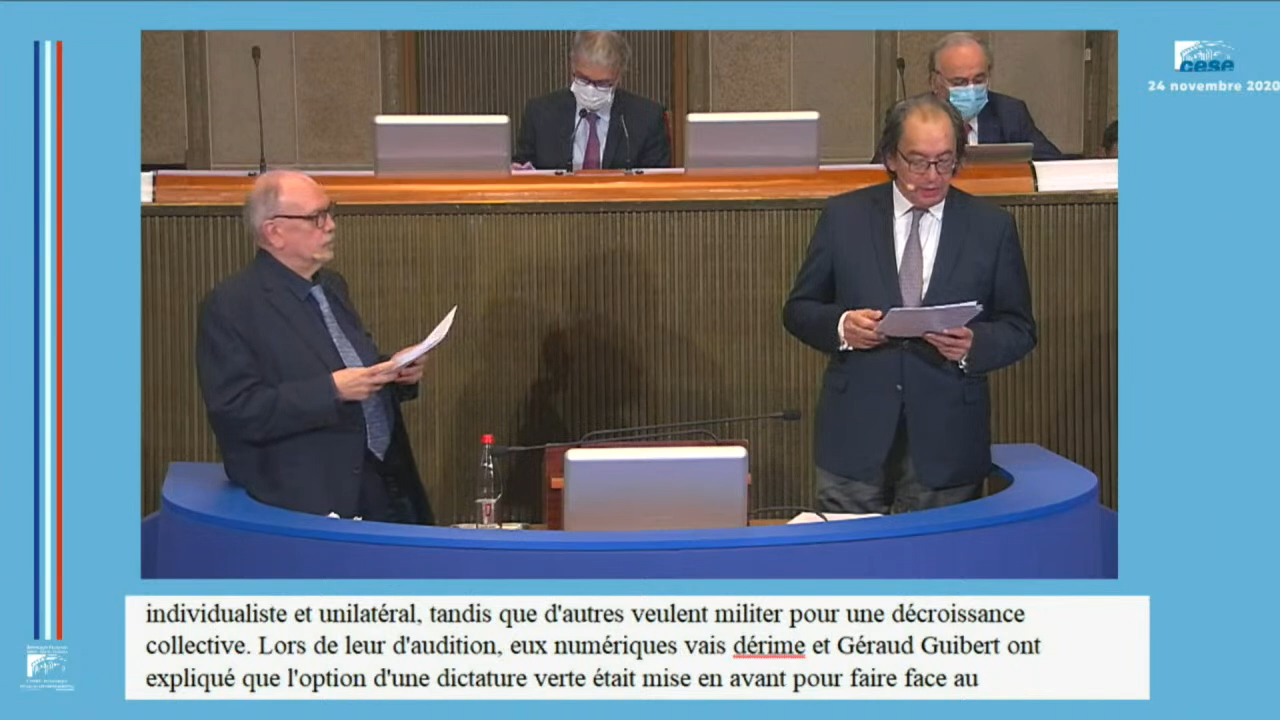 cese
24 novembre 2020
individualiste et unilatéral, tandis que d'autres veulent militer pour une décroissance
collective. Lors de leur d'audition, eux numériques vais dérime et Géraud Guibert ont
expliqué que l'option d'une dictature verte était mise en avant pour faire face au